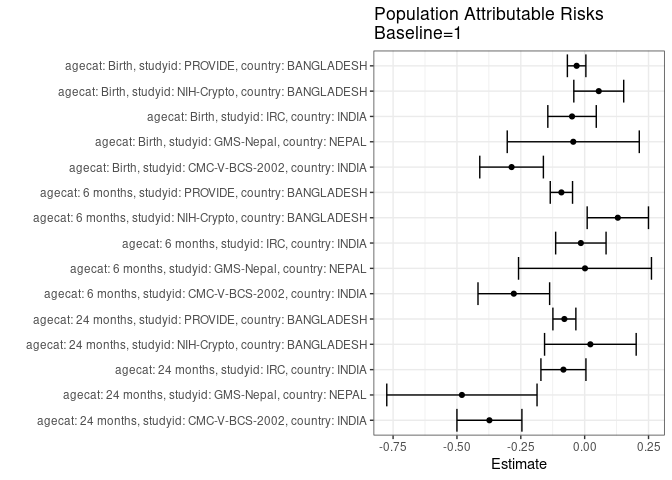 Population Attributable Risks
Baseline=1
agecat: Birth, studyid: PROVIDE, country: BANGLADESH
agecat: Birth, studyid: NIH-Crypto, country: BANGLADESH
agecat: Birth, studyid: IRC, country: INDIA
agecat: Birth, studyid: GMS-Nepal, country: NEPAL
agecat: Birth, studyid: CMC-V-BCS-2002, country: INDIA
agecat: 6 months, studyid: PROVIDE, country: BANGLADESH
agecat: 6 months, studyid: NIH-Crypto, country: BANGLADESH
agecat: 6 months, studyid: IRC, country: INDIA
agecat: 6 months, studyid: GMS-Nepal, country: NEPAL
agecat: 6 months, studyid: CMC-V-BCS-2002, country: INDIA
agecat: 24 months, studyid: PROVIDE, country: BANGLADESH
agecat: 24 months, studyid: NIH-Crypto, country: BANGLADESH
agecat: 24 months, studyid: IRC, country: INDIA
agecat: 24 months, studyid: GMS-Nepal, country: NEPAL
agecat: 24 months, studyid: CMC-V-BCS-2002, country: INDIA
-0.75 -0.50 -0.25 0.00 0.25
Estimate